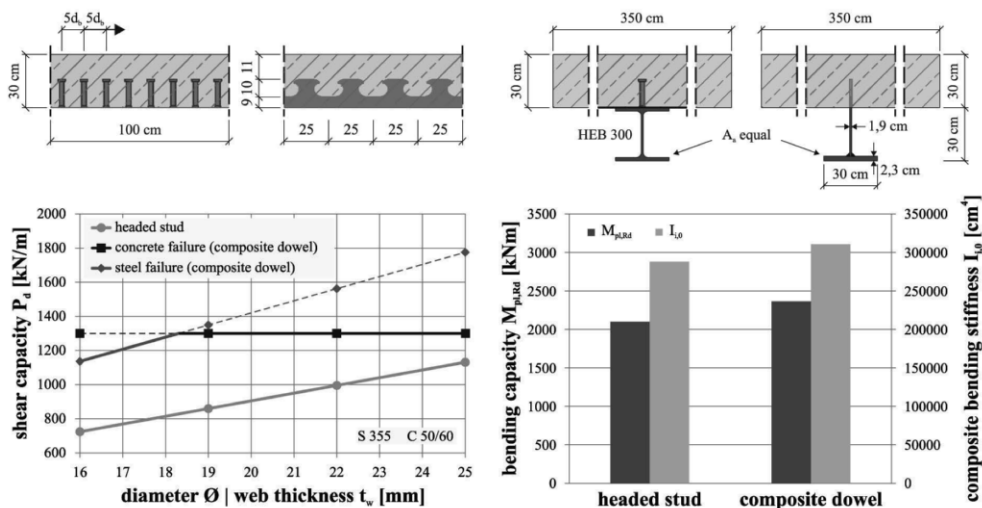 5d_b 5d_b
30 cm
100 cm
11
10
9
25 25 25 25
350 cm
30 cm
HEB 300
A_s equal
350 cm
30 cm
30 cm
1,9 cm
2,3 cm
30 cm
shear capacity P_d [kN/m]
2000
1800
1600
1400
1200
1000
800
600
headed stud
concrete failure (composite dowel)
steel failure (composite dowel)
S 355 C 50/60
16 17 18 19 20 21 22 23 24 25
diameter Ø | web thickness t_w [mm]
bending capacity M_pl,Rd [kNm]
3500
3000
2500
2000
1500
1000
500
0
M_pl,Rd I_i,0
350000
300000
250000
200000
150000
100000
50000
0
composite bending stiffness I_i,0 [cm⁴]
headed stud composite dowel